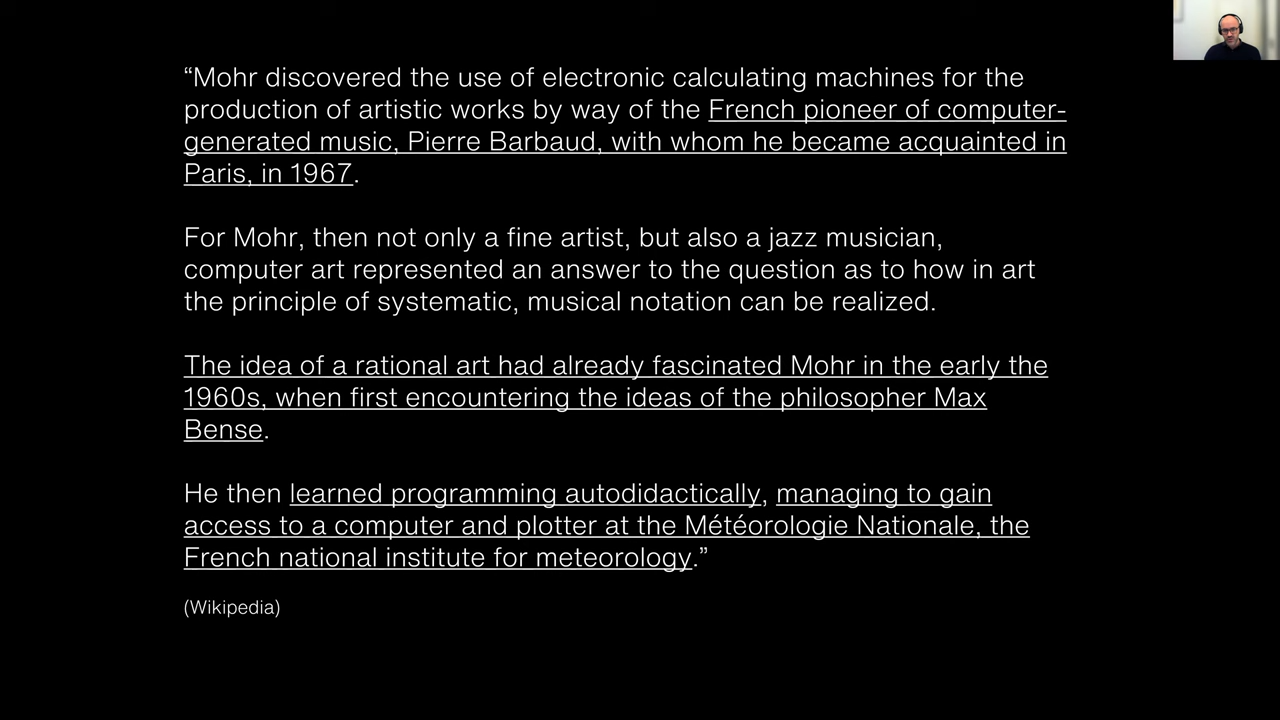 “Mohr discovered the use of electronic calculating machines for the
production of artistic works by way of the French pioneer of computer-
generated music, Pierre Barbaud, with whom he became acquainted in
Paris, in 1967.
For Mohr, then not only a fine artist, but also a jazz musician,
computer art represented an answer to the question as to how in art
the principle of systematic, musical notation can be realized.
The idea of a rational art had already fascinated Mohr in the early the
1960s, when first encountering the ideas of the philosopher Max
Bense.
He then learned programming autodidactically, managing to gain
access to a computer and plotter at the Météorologie Nationale, the
French national institute for meteorology.”
(Wikipedia)